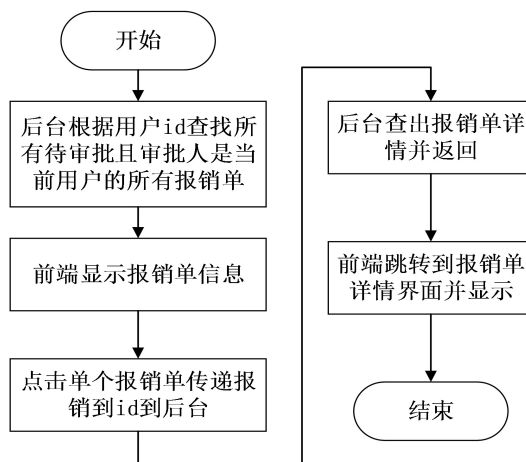 开始
后台根据用户id查找所
有待审批且审批人是当
前用户的所有报销单
前端显示报销单信息
点击单个报销单传递报
销到id到后台
后台查出报销单详
情并返回
前端跳转到报销单
详情界面并显示
结束